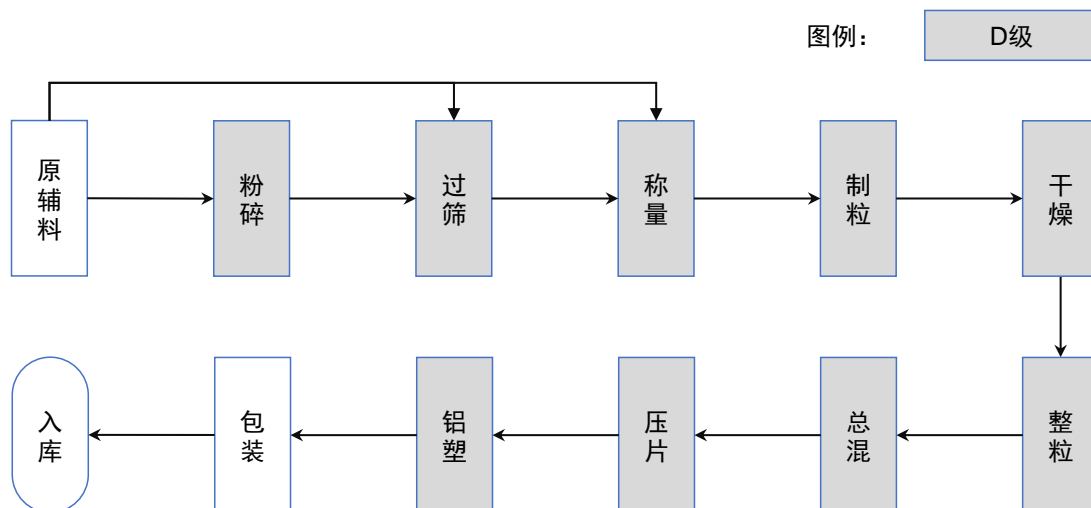 图例：
D级
原辅料
粉碎
过筛
称量
制粒
干燥
入库
包装
铝塑
压片
总混
整粒